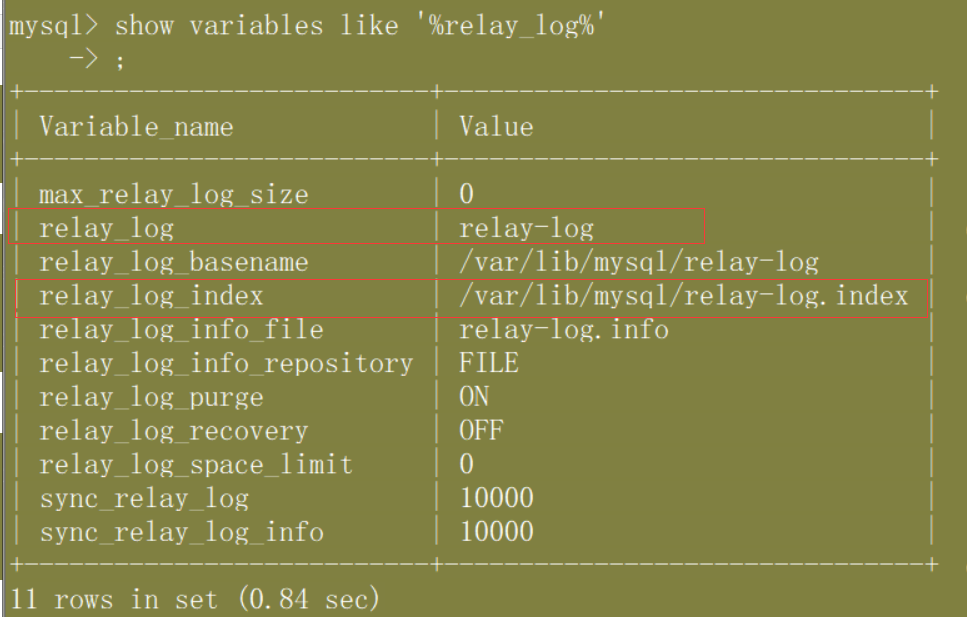 mysql> show variables like '%relay_log%'
    -> ;
+---------------------------+--------------------------------+
| Variable_name             | Value                          |
+---------------------------+--------------------------------+
| max_relay_log_size        | 0                              |
| relay_log                 | relay-log                      |
| relay_log_basename        | /var/lib/mysql/relay-log       |
| relay_log_index           | /var/lib/mysql/relay-log.index |
| relay_log_info_file       | relay-log.info                 |
| relay_log_info_repository | FILE                           |
| relay_log_purge           | ON                             |
| relay_log_recovery        | OFF                            |
| relay_log_space_limit     | 0                              |
| sync_relay_log            | 10000                          |
| sync_relay_log_info       | 10000                          |
+---------------------------+--------------------------------+
11 rows in set (0.84 sec)